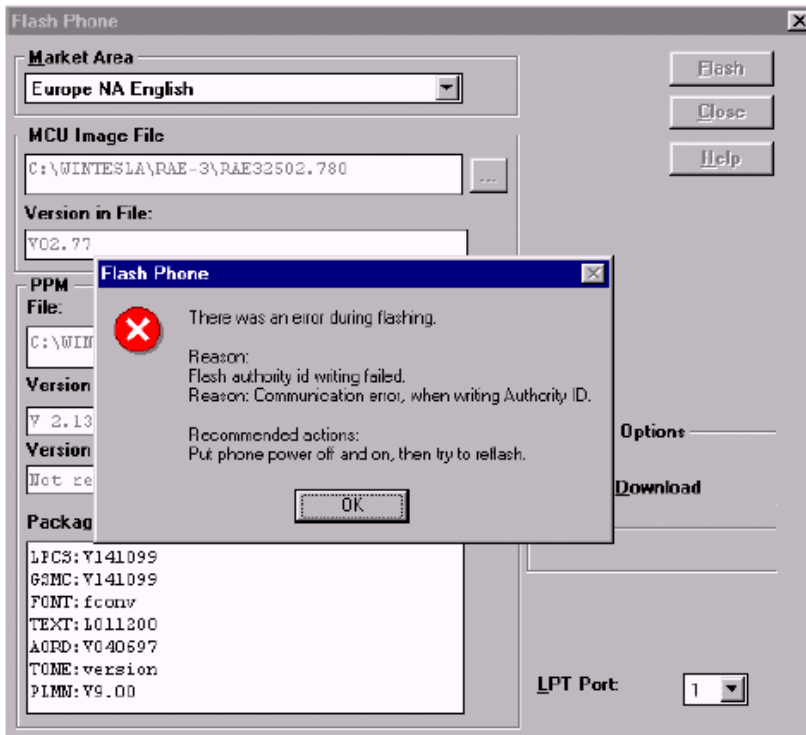 Flash Phone
Market Area
Europe NA English
Flash
Close
Help
MCU Image File
C:\WINTESLA\RAE-3\RAE32502.780
...
Version in File:
V02.77
PPM
File:
C:\WIN
Version
V 2.13
Version
Not re
Packag
LPCS:V141099
GSMC:V141099
FONT:fconv
TEXT:L011200
AORD:V040697
TONE:version
PLMN:V9.00
Flash Phone
There was an error during flashing.
Reason:
Flash authority id writing failed.
Reason: Communication error, when writing Authority ID.
Recommended actions:
Put phone power off and on, then try to reflash.
OK
Options
Download
LPT Port:
1